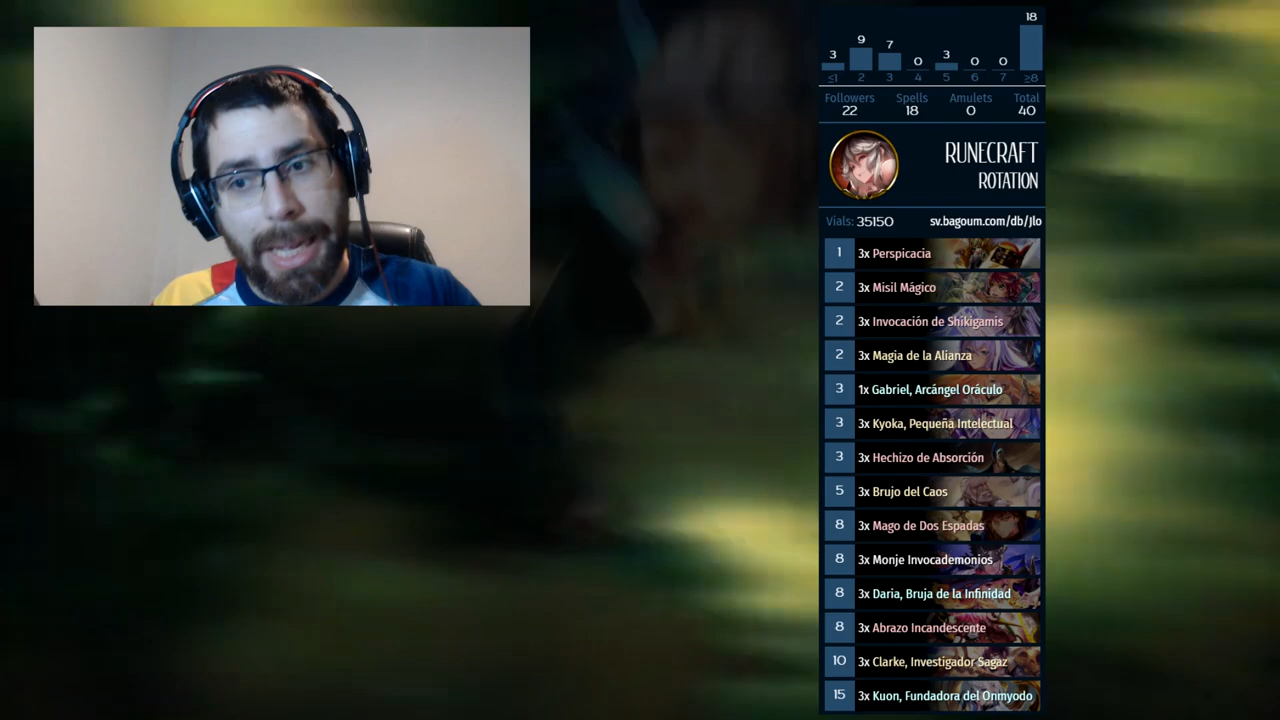 18
9
3
7
0
3
0
0
≤1
2
3
4
5
6
7
≥8
Followers
22
Spells
18
Amulets
0
Total
40
RUNECRAFT
ROTATION
Vials: 35150
sv.bagoum.com/db/Jlo
1 3x Perspicacia
2 3x Misil Mágico
2 3x Invocación de Shikigamis
2 3x Magia de la Alianza
3 1x Gabriel, Arcángel Oráculo
3 3x Kyoka, Pequeña Intelectual
3 3x Hechizo de Absorción
5 3x Brujo del Caos
8 3x Mago de Dos Espadas
8 3x Monje Invocademonios
8 3x Daria, Bruja de la Infinidad
8 3x Abrazo Incandescente
10 3x Clarke, Investigador Sagaz
15 3x Kuon, Fundadora del Onmyodo